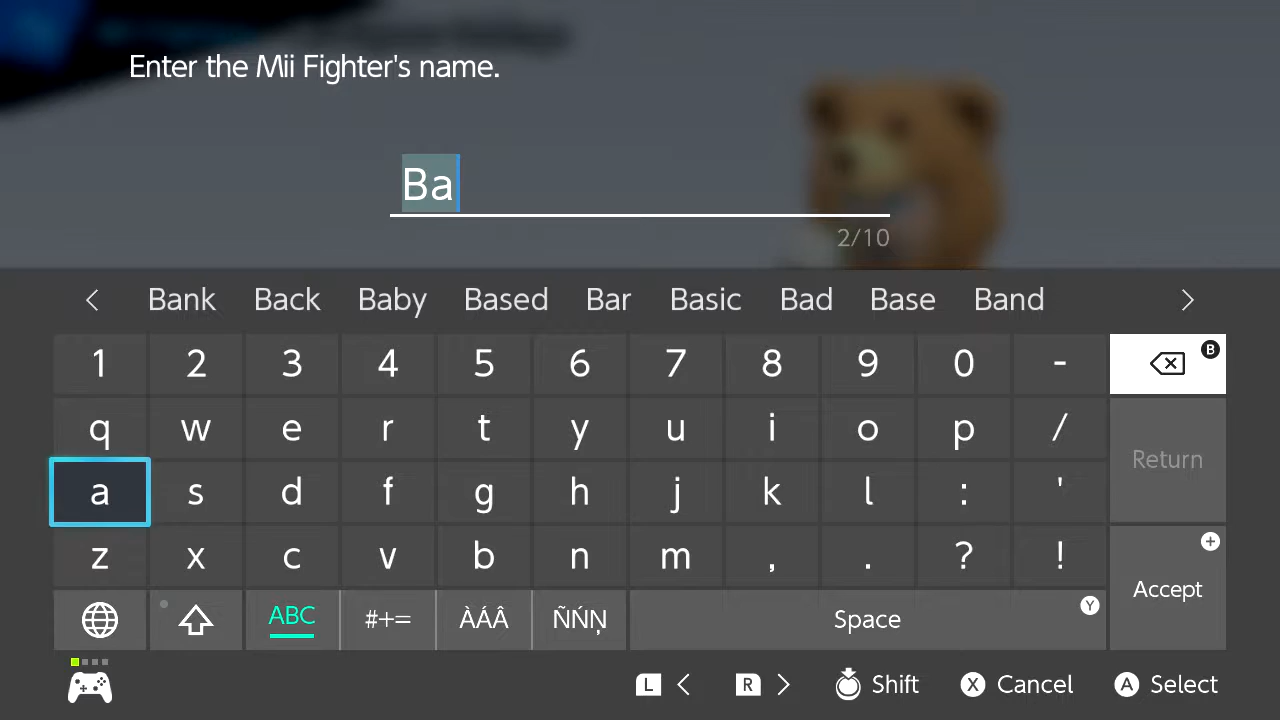 Enter the Mii Fighter's name.
Ba
2/10
Bank Back Baby Based Bar Basic Bad Base Band
1 2 3 4 5 6 7 8 9 0 - B
q w e r t y u i o p /
Return
a s d f g h j k l : '
z x c v b n m , . ? ! +
Accept
ABC #+= ÀÁÂ ÑŃŅ Space Y
L R Shift X Cancel A Select